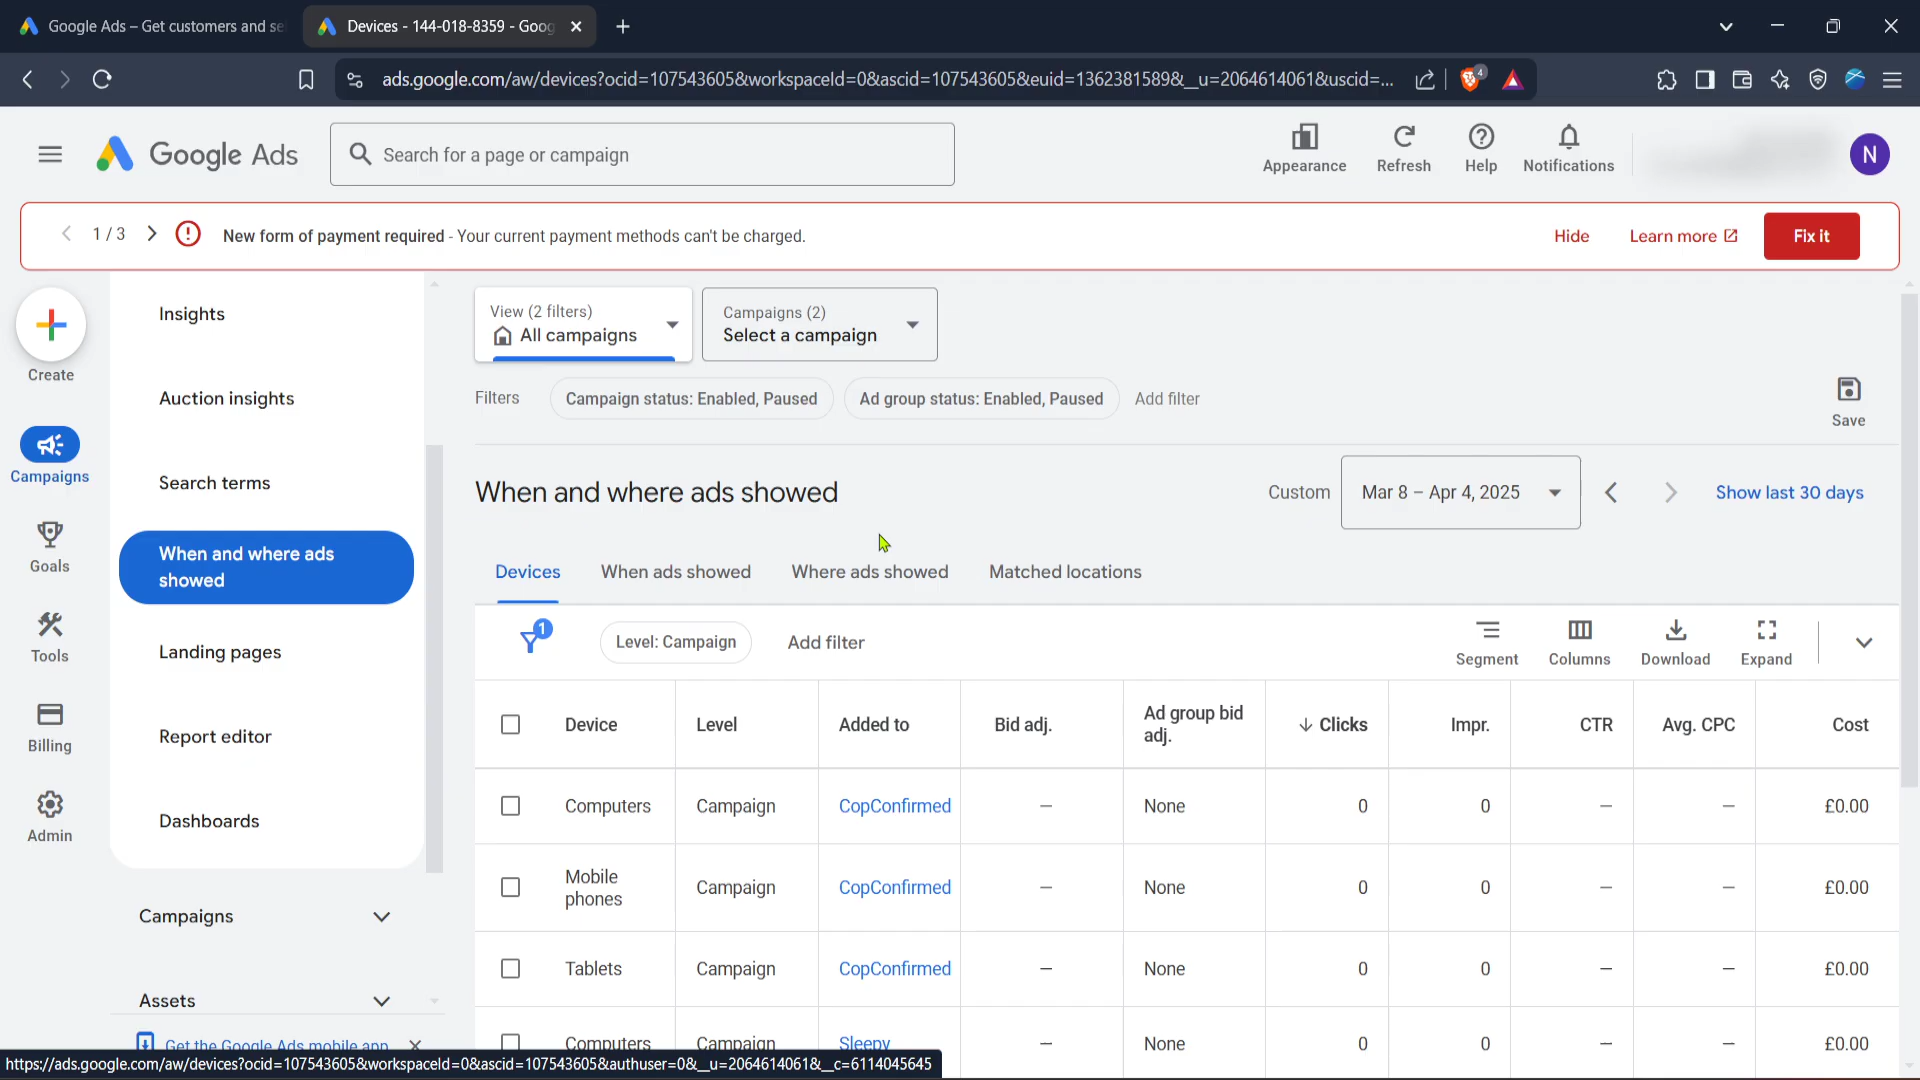 Google Ads – Get customers and se
Devices - 144-018-8359 - Goog
ads.google.com/aw/devices?ocid=107543605&workspaceId=0&ascid=107543605&euid=1362381589&__u=2064614061&uscid=...
4
Google Ads
Search for a page or campaign
Appearance
Refresh
Help
Notifications
N
1 / 3
New form of payment required - Your current payment methods can't be charged.
Hide
Learn more
Fix it
Create
Campaigns
Goals
Tools
Billing
Admin
Insights
Auction insights
Search terms
When and where ads
showed
Landing pages
Report editor
Dashboards
Campaigns
Assets
Get the Google Ads mobile app
View (2 filters)
All campaigns
Campaigns (2)
Select a campaign
Filters
Campaign status: Enabled, Paused
Ad group status: Enabled, Paused
Add filter
Save
When and where ads showed
Custom
Mar 8 – Apr 4, 2025
Show last 30 days
Devices
When ads showed
Where ads showed
Matched locations
1
Level: Campaign
Add filter
Segment
Columns
Download
Expand
Device Level Added to Bid adj. Ad group bid
adj. Clicks Impr. CTR Avg. CPC Cost
Computers Campaign CopConfirmed — None 0 0 — — £0.00
Mobile
phones Campaign CopConfirmed — None 0 0 — — £0.00
Tablets Campaign CopConfirmed — None 0 0 — — £0.00
Computers Campaign Sleepy — None 0 0 — — £0.00
https://ads.google.com/aw/devices?ocid=107543605&workspaceId=0&ascid=107543605&authuser=0&__u=2064614061&__c=6114045645